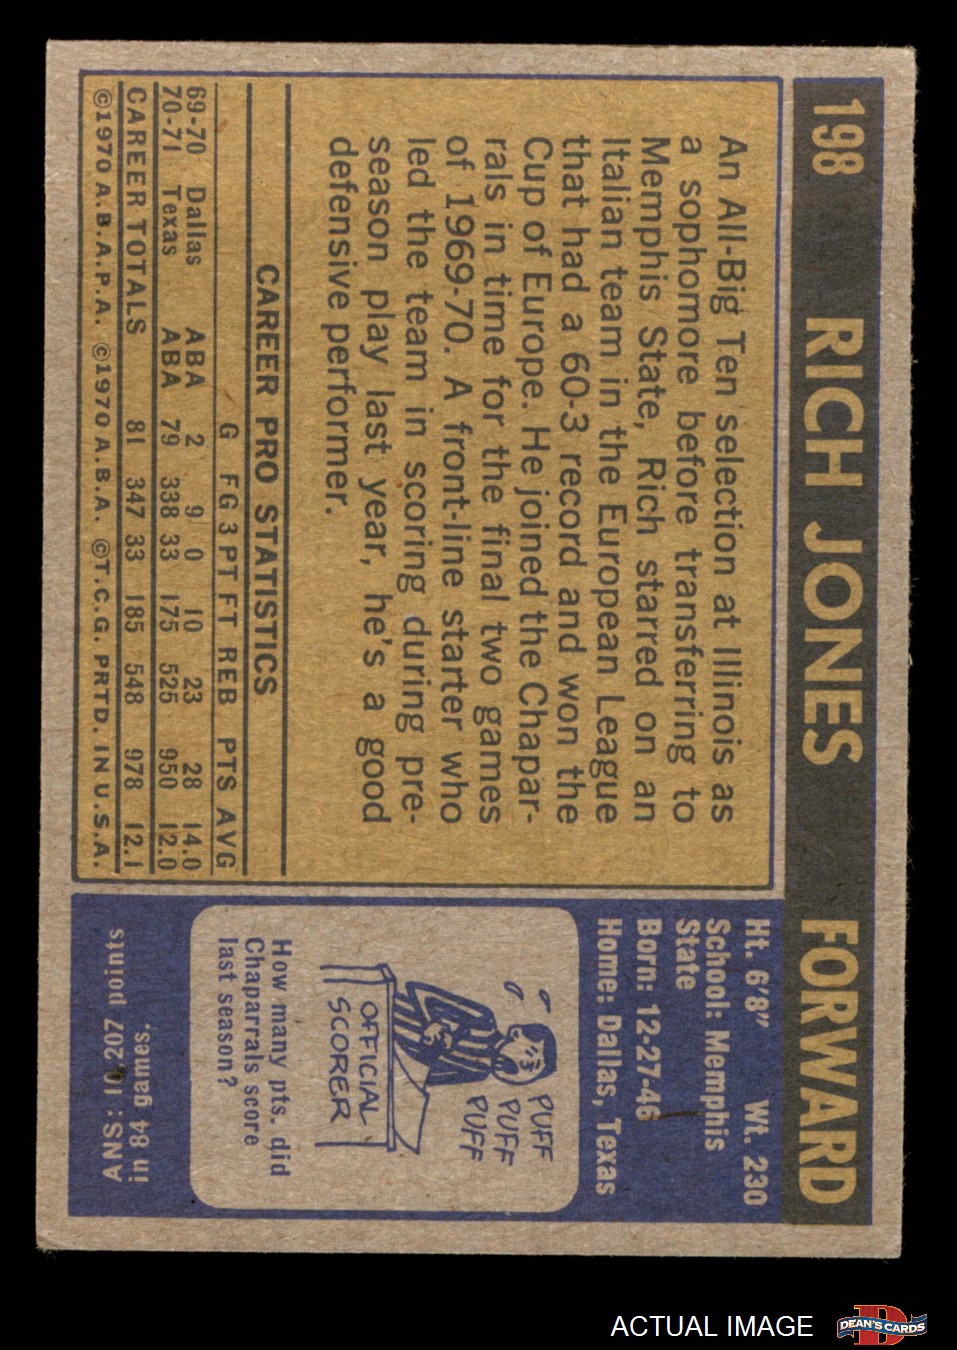 198 RICH JONES FORWARD
An All-Big Ten selection at Illinois as
a sophomore before transferring to
Memphis State, Rich starred on an
Italian team in the European League
that had a 60-3 record and won the
Cup of Europe. He joined the Chapar-
rals in time for the final two games
of 1969-70. A front-line starter who
led the team in scoring during pre-
season play last year, he's a good
defensive performer.
CAREER PRO STATISTICS
G FG 3PT FT REB PTS AVG
69-70 Dallas ABA 2 9 0 10 23 28 14.0
70-71 Texas ABA 79 338 33 175 525 950 12.0
CAREER TOTALS 81 347 33 185 548 978 12.1
©1970 A.B.A.P.A. ©1970 A.B.A. ©T.C.G. PRTD. IN U.S.A.
Ht. 6'8" Wt. 230
School: Memphis
State
Born: 12-27-46
Home: Dallas, Texas
PUFF
PUFF
PUFF
OFFICIAL
SCORER
How many pts. did
Chaparrals score
last season?
ANS: 10,207 points
in 84 games.
ACTUAL IMAGE
D
DEAN'S CARDS